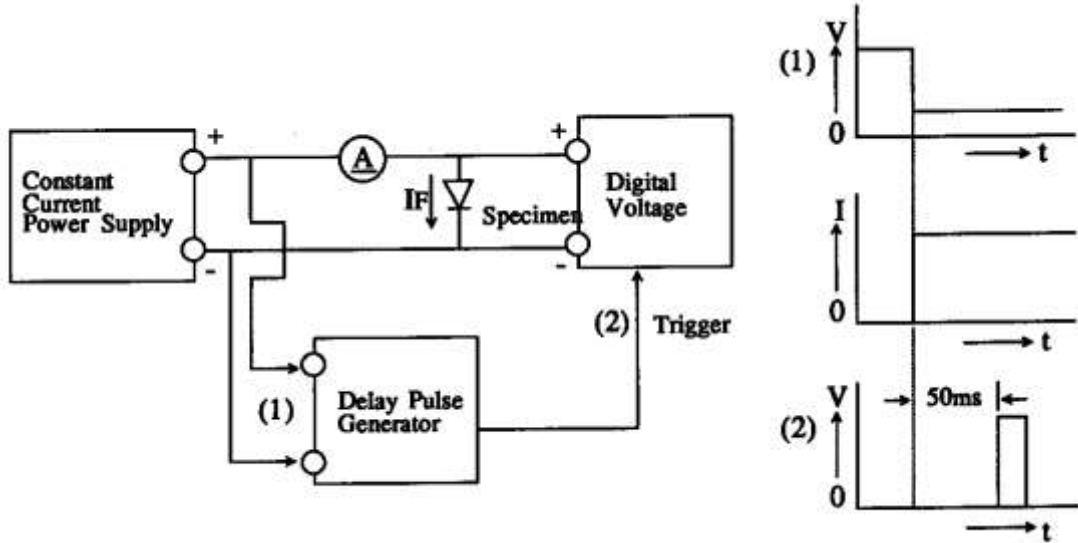 Constant
Current
Power Supply
+
-
A
IF
Specimen
+
-
Digital
Voltage
(1)
Delay Pulse
Generator
(2)
Trigger
V
(1)
0
t
I
0
t
V
50ms
(2)
0
t